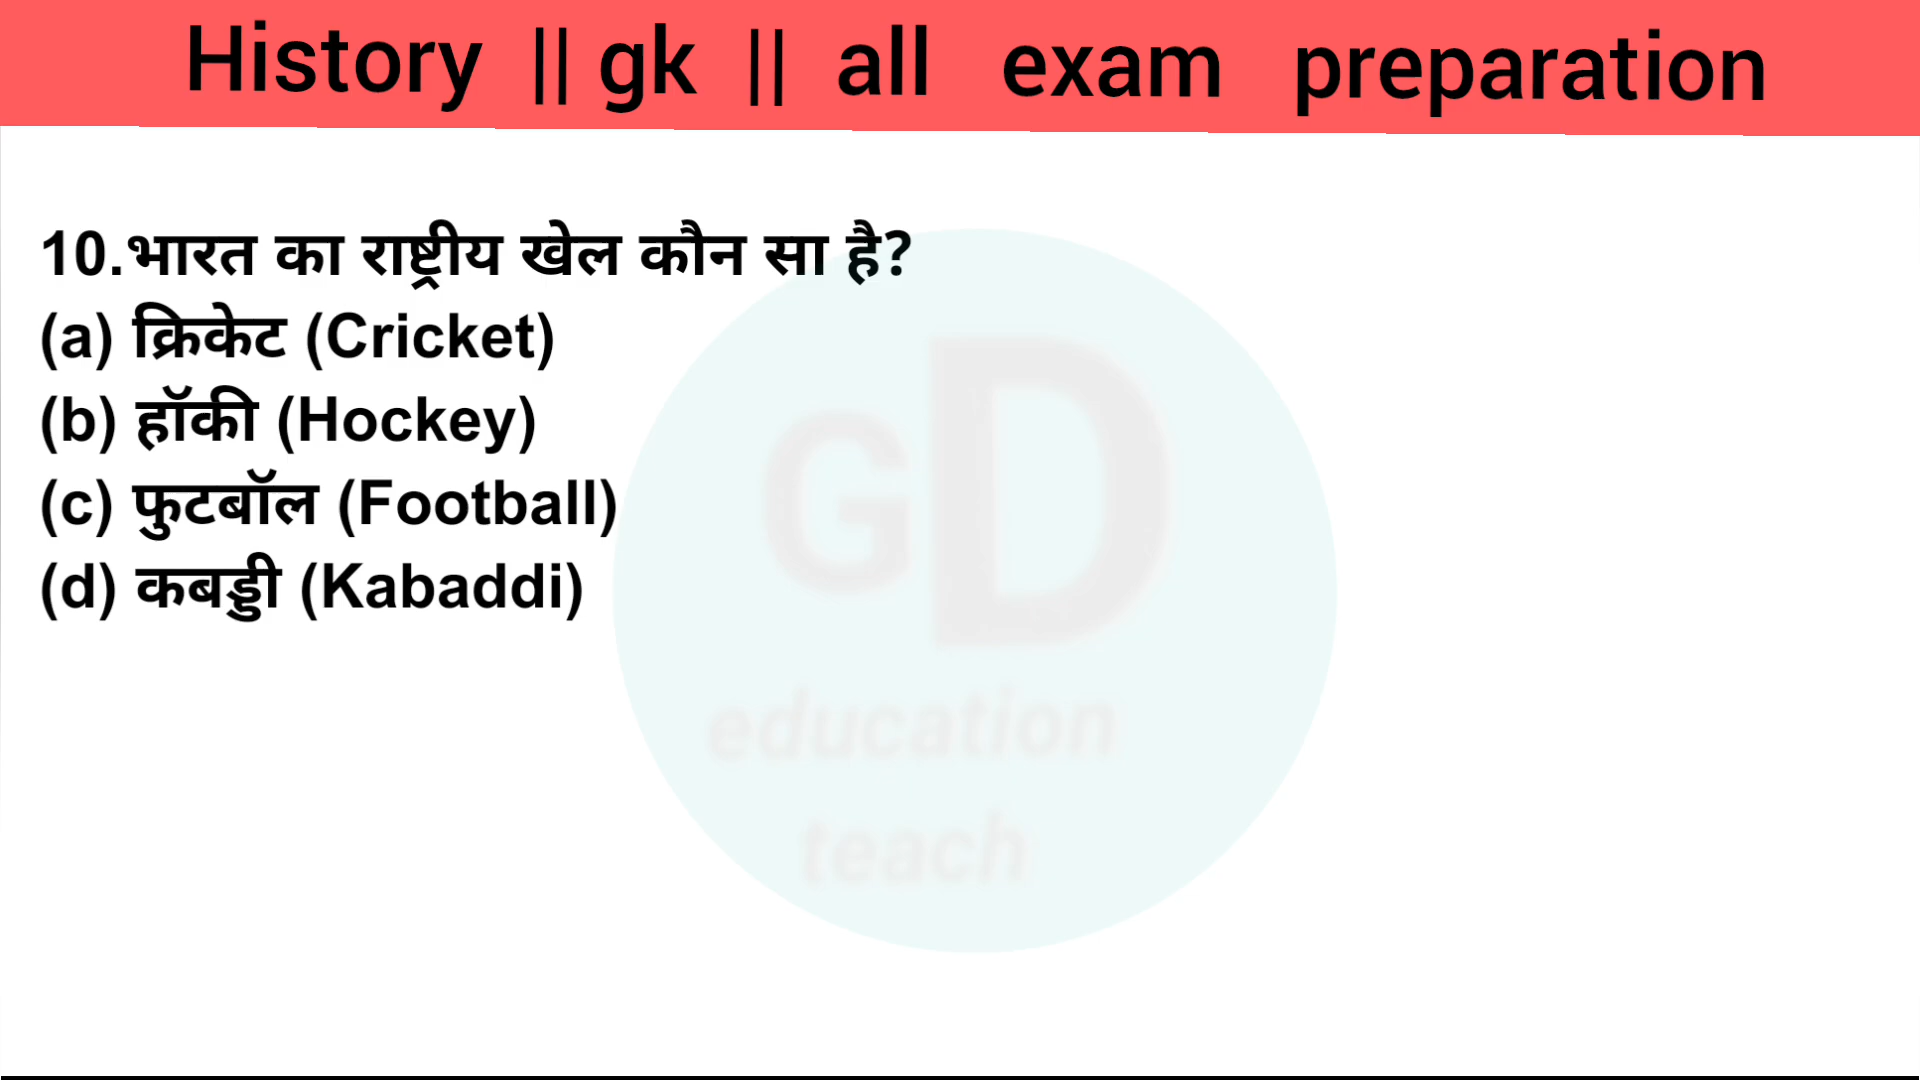 History || gk || all exam preparation
10.भारत का राष्ट्रीय खेल कौन सा है?
(a) क्रिकेट (Cricket)
(b) हॉकी (Hockey)
(c) फुटबॉल (Football)
(d) कबड्डी (Kabaddi)
GD
education
teach